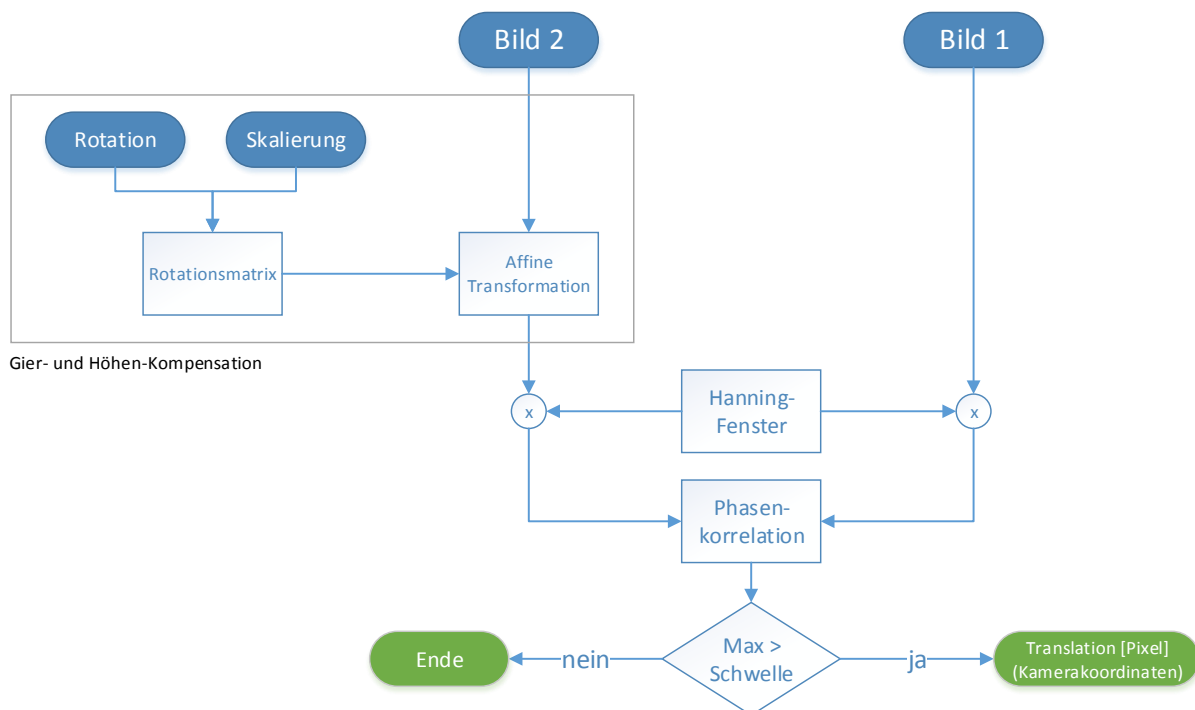 Bild 2
Bild 1
Rotation
Skalierung
Rotationsmatrix
Affine
Transformation
Gier- und Höhen-Kompensation
x
Hanning-
Fenster
x
Phasen-
korrelation
Max >
Schwelle
Ende
nein
ja
Translation [Pixel]
(Kamerakoordinaten)